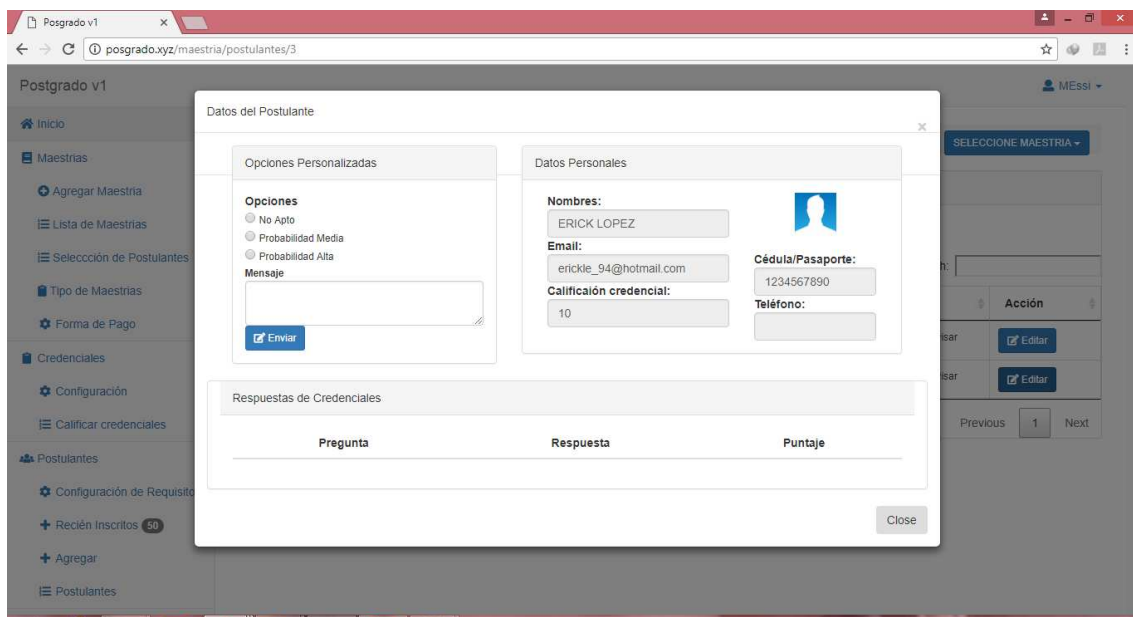 Posgrado v1
posgrado.xyz/maestria/postulantes/3
Postgrado v1
MEssi
Inicio
Maestrias
Agregar Maestria
Lista de Maestrias
Seleccción de Postulantes
Tipo de Maestrias
Forma de Pago
Credenciales
Configuración
Calificar credenciales
Postulantes
Configuración de Requisito
Recién Inscritos 50
Agregar
Postulantes
Datos del Postulante
×
Opciones Personalizadas
Opciones
No Apto
Probabilidad Media
Probabilidad Alta
Mensaje
Enviar
Datos Personales
Nombres:
ERICK LOPEZ
Email:
erickle_94@hotmail.com
Calificaión credencial:
10
Cédula/Pasaporte:
1234567890
Teléfono:
Respuestas de Credenciales
Pregunta Respuesta Puntaje
Close
SELECCIONE MAESTRIA
h:
Acción
isar Editar
isar Editar
Previous 1 Next